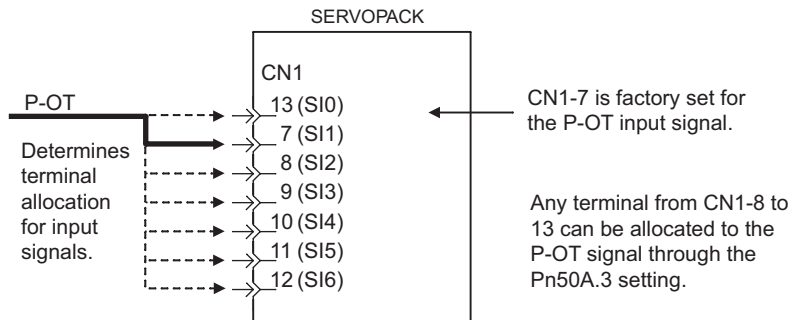 SERVOPACK
CN1
P-OT
13 (SI0)
7 (SI1)
8 (SI2)
9 (SI3)
10 (SI4)
11 (SI5)
12 (SI6)
Determines
terminal
allocation
for input
signals.
CN1-7 is factory set for
the P-OT input signal.
Any terminal from CN1-8 to
13 can be allocated to the
P-OT signal through the
Pn50A.3 setting.